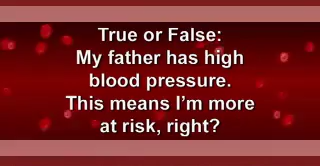 True or False:
My father has high
blood pressure.
This means I'm more
at risk, right?